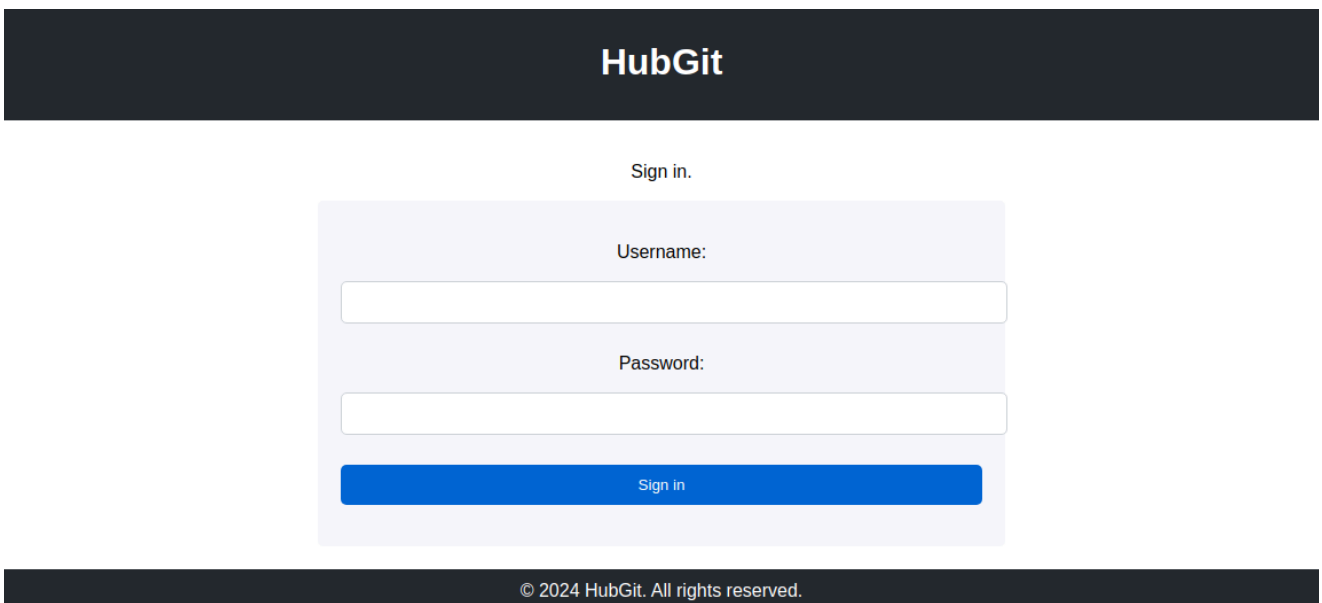 HubGit
Sign in.
Username:
Password:
Sign in
© 2024 HubGit. All rights reserved.